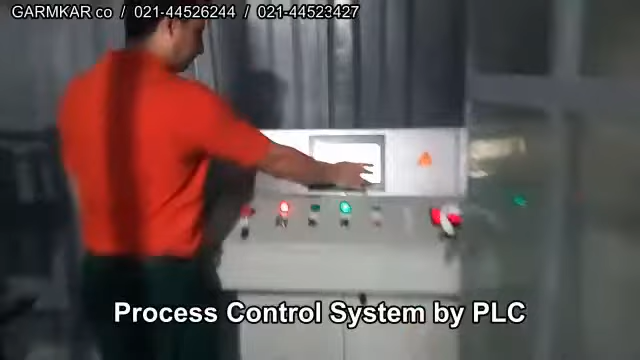 GARMKAR co / 021-44526244 / 021-44523427
Process Control System by PLC